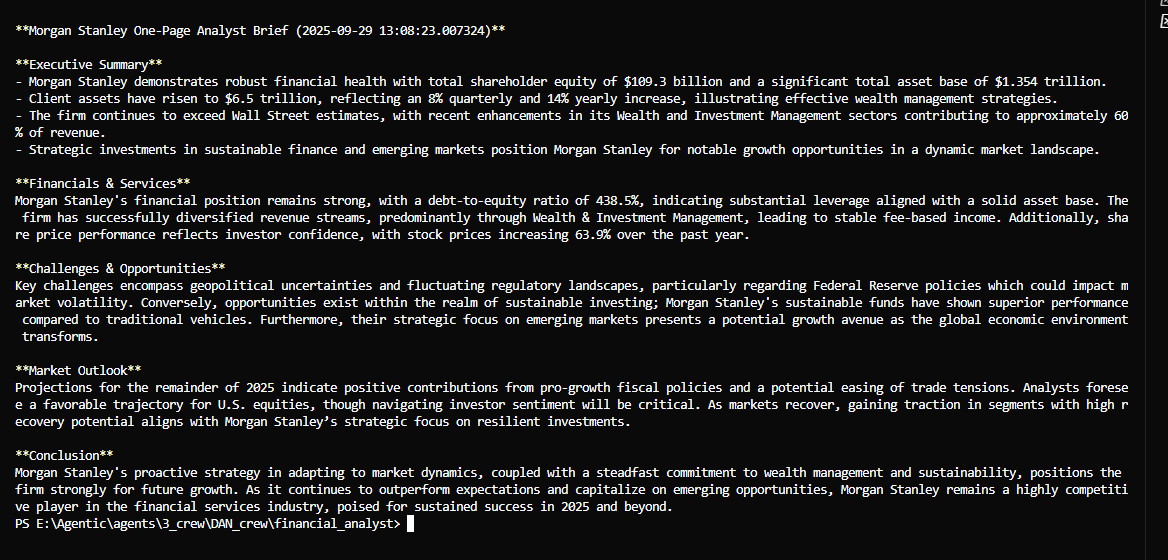 **Morgan Stanley One-Page Analyst Brief (2025-09-29 13:08:23.007324)**
**Executive Summary**
- Morgan Stanley demonstrates robust financial health with total shareholder equity of $109.3 billion and a significant total asset base of $1.354 trillion.
- Client assets have risen to $6.5 trillion, reflecting an 8% quarterly and 14% yearly increase, illustrating effective wealth management strategies.
- The firm continues to exceed Wall Street estimates, with recent enhancements in its Wealth and Investment Management sectors contributing to approximately 60
% of revenue.
- Strategic investments in sustainable finance and emerging markets position Morgan Stanley for notable growth opportunities in a dynamic market landscape.
**Financials & Services**
Morgan Stanley's financial position remains strong, with a debt-to-equity ratio of 438.5%, indicating substantial leverage aligned with a solid asset base. The
firm has successfully diversified revenue streams, predominantly through Wealth & Investment Management, leading to stable fee-based income. Additionally, sha
re price performance reflects investor confidence, with stock prices increasing 63.9% over the past year.
**Challenges & Opportunities**
Key challenges encompass geopolitical uncertainties and fluctuating regulatory landscapes, particularly regarding Federal Reserve policies which could impact m
arket volatility. Conversely, opportunities exist within the realm of sustainable investing; Morgan Stanley's sustainable funds have shown superior performance
compared to traditional vehicles. Furthermore, their strategic focus on emerging markets presents a potential growth avenue as the global economic environment
transforms.
**Market Outlook**
Projections for the remainder of 2025 indicate positive contributions from pro-growth fiscal policies and a potential easing of trade tensions. Analysts forese
e a favorable trajectory for U.S. equities, though navigating investor sentiment will be critical. As markets recover, gaining traction in segments with high r
ecovery potential aligns with Morgan Stanley’s strategic focus on resilient investments.
**Conclusion**
Morgan Stanley's proactive strategy in adapting to market dynamics, coupled with a steadfast commitment to wealth management and sustainability, positions the
firm strongly for future growth. As it continues to outperform expectations and capitalize on emerging opportunities, Morgan Stanley remains a highly competiti
ve player in the financial services industry, poised for sustained success in 2025 and beyond.
PS E:\Agentic\agents\3_crew\DAN_crew\financial_analyst>